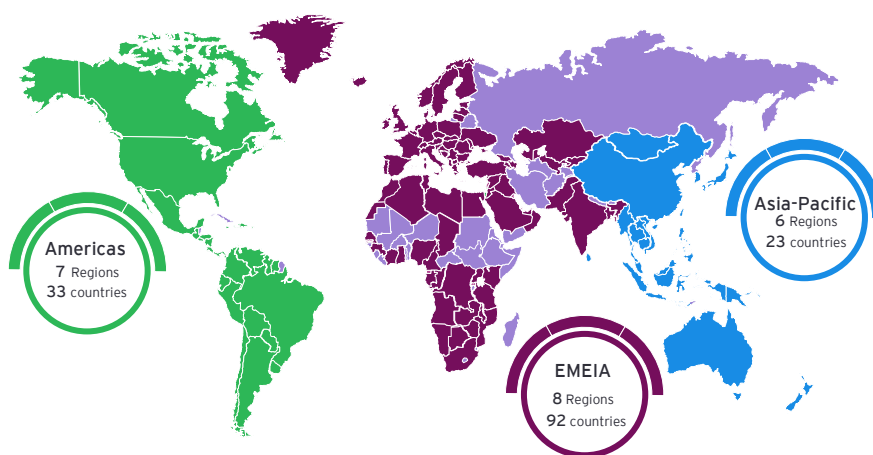 Americas
7 Regions
33 countries
Asia-Pacific
6 Regions
23 countries
EMEIA
8 Regions
92 countries